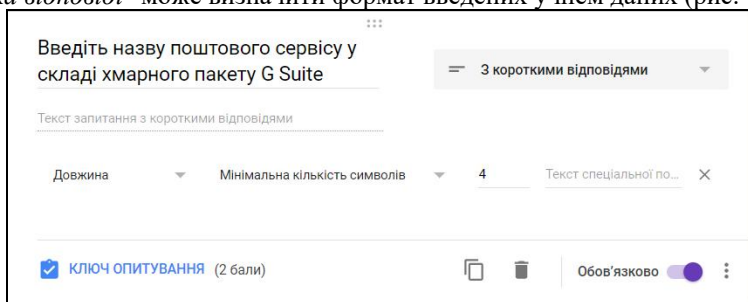 відповіді" може визначити формат введених учнем даних (рис.
Введіть назву поштового сервісу у
складі хмарного пакету G Suite
З короткими відповідями
Текст запитання з короткими відповідями
Довжина
Мінімальна кількість символів
4
Текст спеціальної по...
КЛЮЧ ОПИТУВАННЯ (2 бали)
Обов'язково